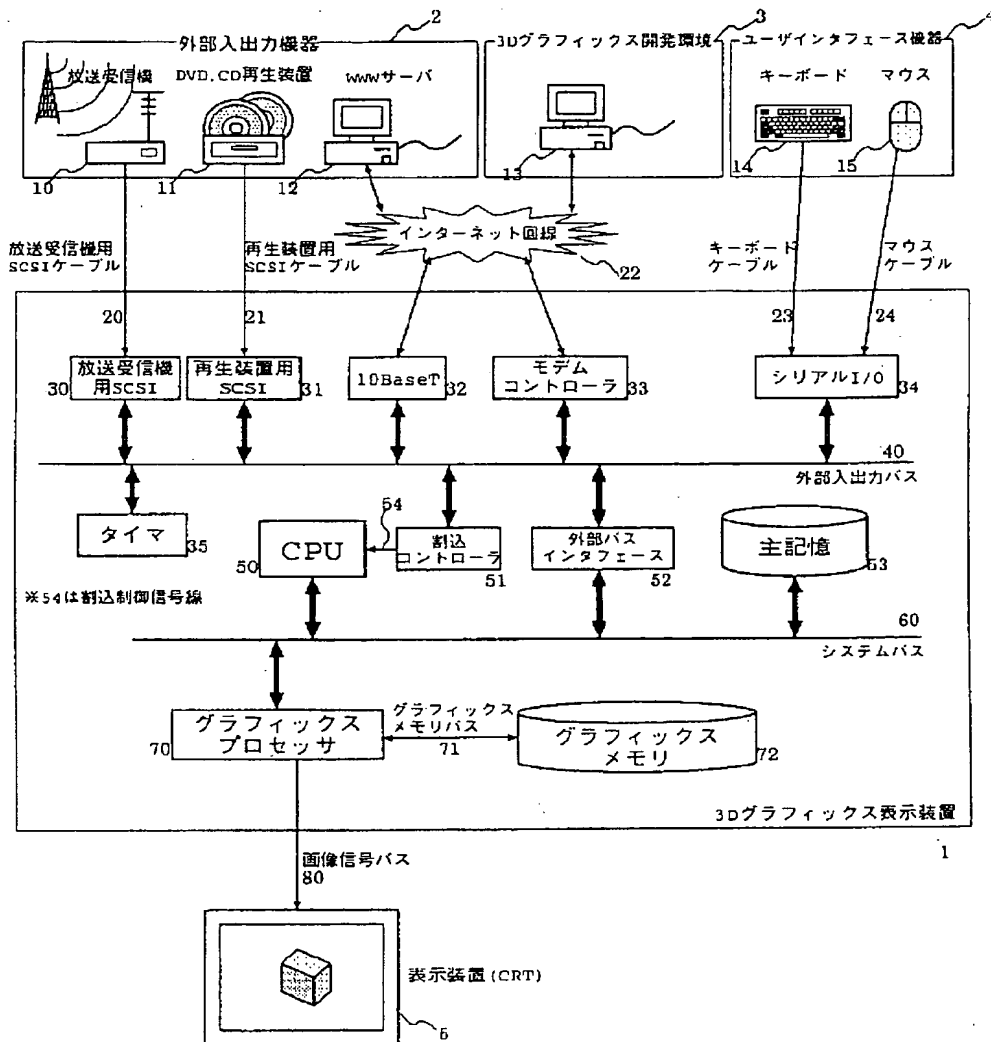 2
3
4
外部入出力機器
3Dグラフィックス開発環境
ユーザインタフェース機器
放送受信機
DVD,CD再生装置
WWWサーバ
キーボード
マウス
10
11
12
13
14
15
インターネット回線
22
放送受信機用
SCSIケーブル
再生装置用
SCSIケーブル
キーボード
ケーブル
マウス
ケーブル
20
21
23
24
放送受信機
用SCSI
30
再生装置用
SCSI
31
10BaseT
32
モデム
コントローラ
33
シリアルI/O
34
40
外部入出力バス
タイマ
35
CPU
50
54
割込
コントローラ
51
外部バス
インタフェース
52
主記憶
53
※54は割込制御信号線
60
システムバス
グラフィックス
プロセッサ
70
グラフィックス
メモリバス
71
グラフィックス
メモリ
72
3Dグラフィックス表示装置
1
画像信号バス
80
表示装置(CRT)
5